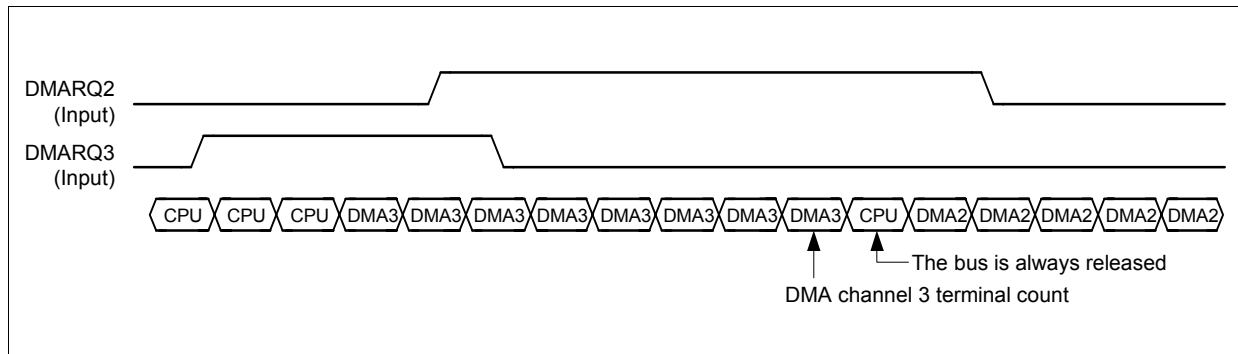 DMARQ2
(Input)
DMARQ3
(Input)
CPU CPU CPU DMA3 DMA3 DMA3 DMA3 DMA3 DMA3 DMA3 DMA3 CPU DMA2 DMA2 DMA2 DMA2 DMA2
The bus is always released
DMA channel 3 terminal count